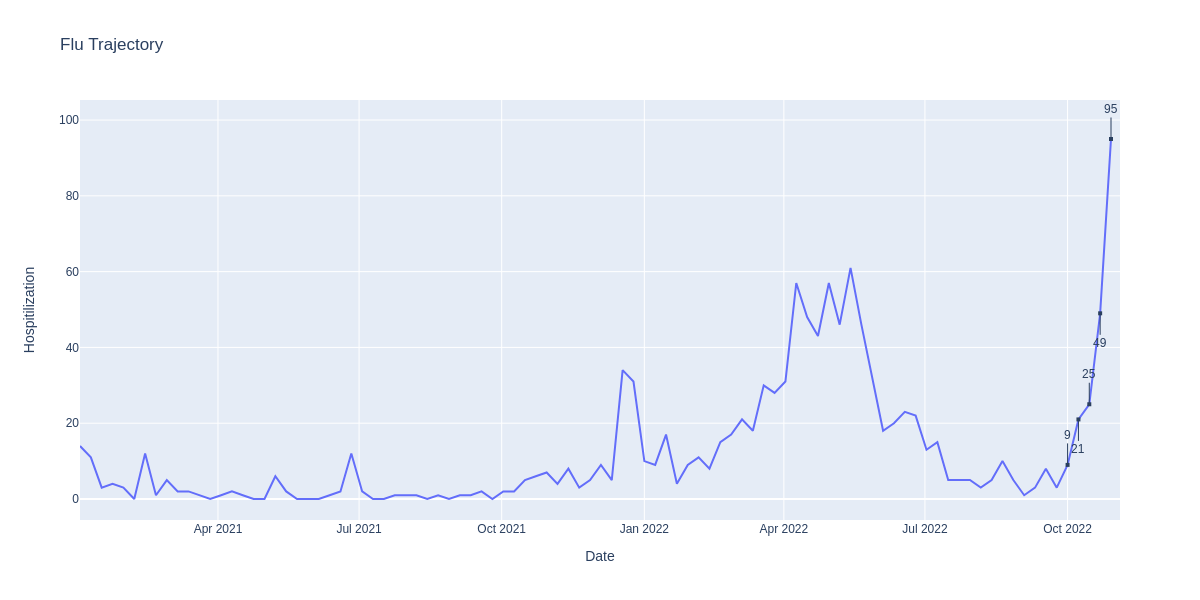 Flu Trajectory
100
80
60
40
20
0
Hospitilization
95
49
25
9
21
Apr 2021
Jul 2021
Oct 2021
Jan 2022
Apr 2022
Jul 2022
Oct 2022
Date